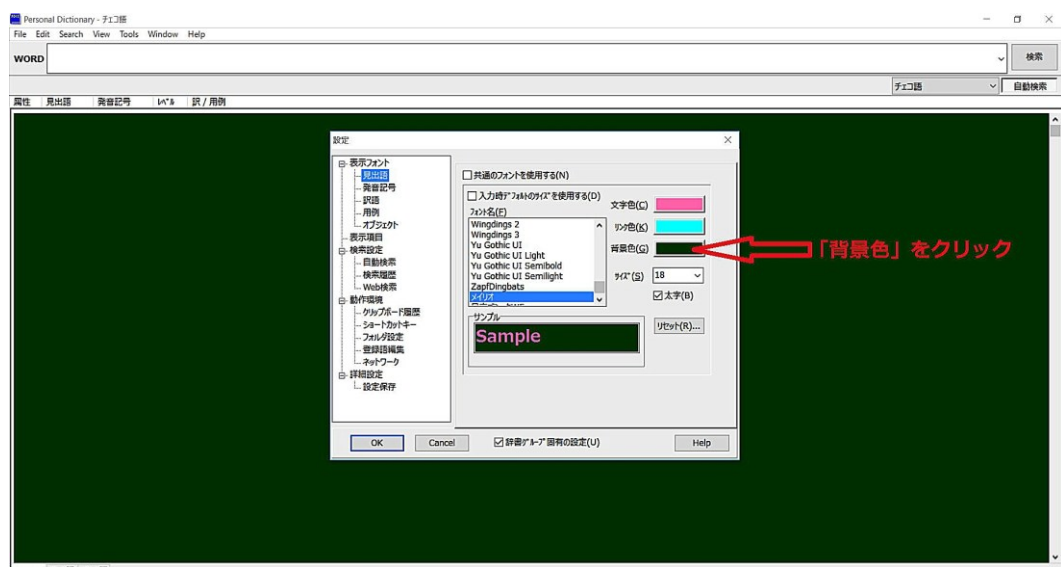 Personal Dictionary - チェコ語
File Edit Search View Tools Window Help
WORD
検索
チェコ語
自動検索
属性 見出語 発音記号 ﾚﾍﾞﾙ 訳 / 用例
設定
表示フォント
見出語
発音記号
訳語
用例
オブジェクト
表示項目
検索設定
自動検索
検索履歴
Web検索
動作環境
クリップボード履歴
ショートカットキー
フォルダ設定
登録語編集
ネットワーク
詳細設定
設定保存
共通のフォントを使用する(N)
入力時ﾃﾞﾌｫﾙﾄのｻｲｽﾞを使用する(D)
ﾌｫﾝﾄ名(F)
Wingdings 2
Wingdings 3
Yu Gothic UI
Yu Gothic UI Light
Yu Gothic UI Semibold
Yu Gothic UI Semilight
ZapfDingbats
メイリオ
文字色(C)
ﾘﾝｸ色(K)
背景色(G)
ｻｲｽﾞ(S) 18
太字(B)
ﾘｾｯﾄ(R)...
サンプル
Sample
「背景色」をクリック
OK Cancel 辞書ｸﾞﾙｰﾌﾟ固有の設定(U) Help